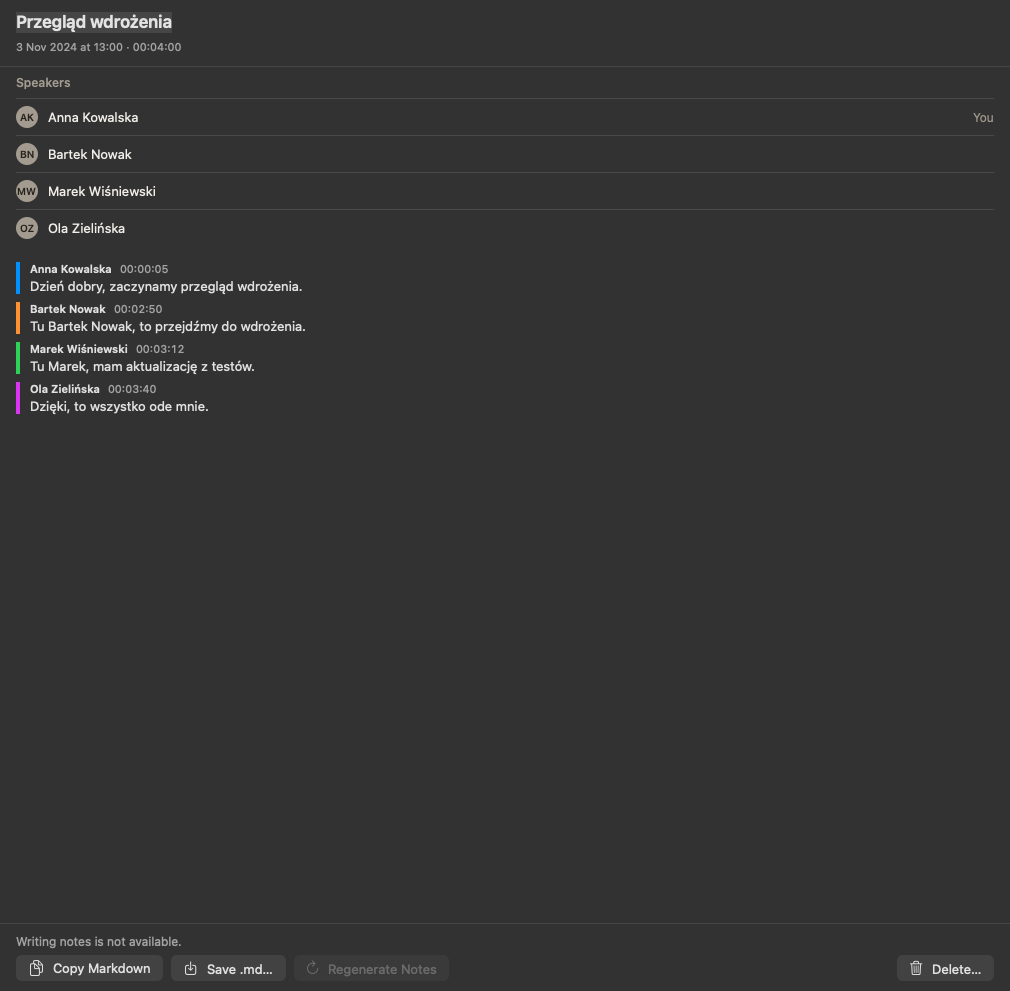 Przegląd wdrożenia
3 Nov 2024 at 13:00 · 00:04:00
Speakers
AK Anna Kowalska You
BN Bartek Nowak
MW Marek Wiśniewski
OZ Ola Zielińska
Anna Kowalska 00:00:05
Dzień dobry, zaczynamy przegląd wdrożenia.
Bartek Nowak 00:02:50
Tu Bartek Nowak, to przejdźmy do wdrożenia.
Marek Wiśniewski 00:03:12
Tu Marek, mam aktualizację z testów.
Ola Zielińska 00:03:40
Dzięki, to wszystko ode mnie.
Writing notes is not available.
Copy Markdown Save .md... Regenerate Notes Delete...